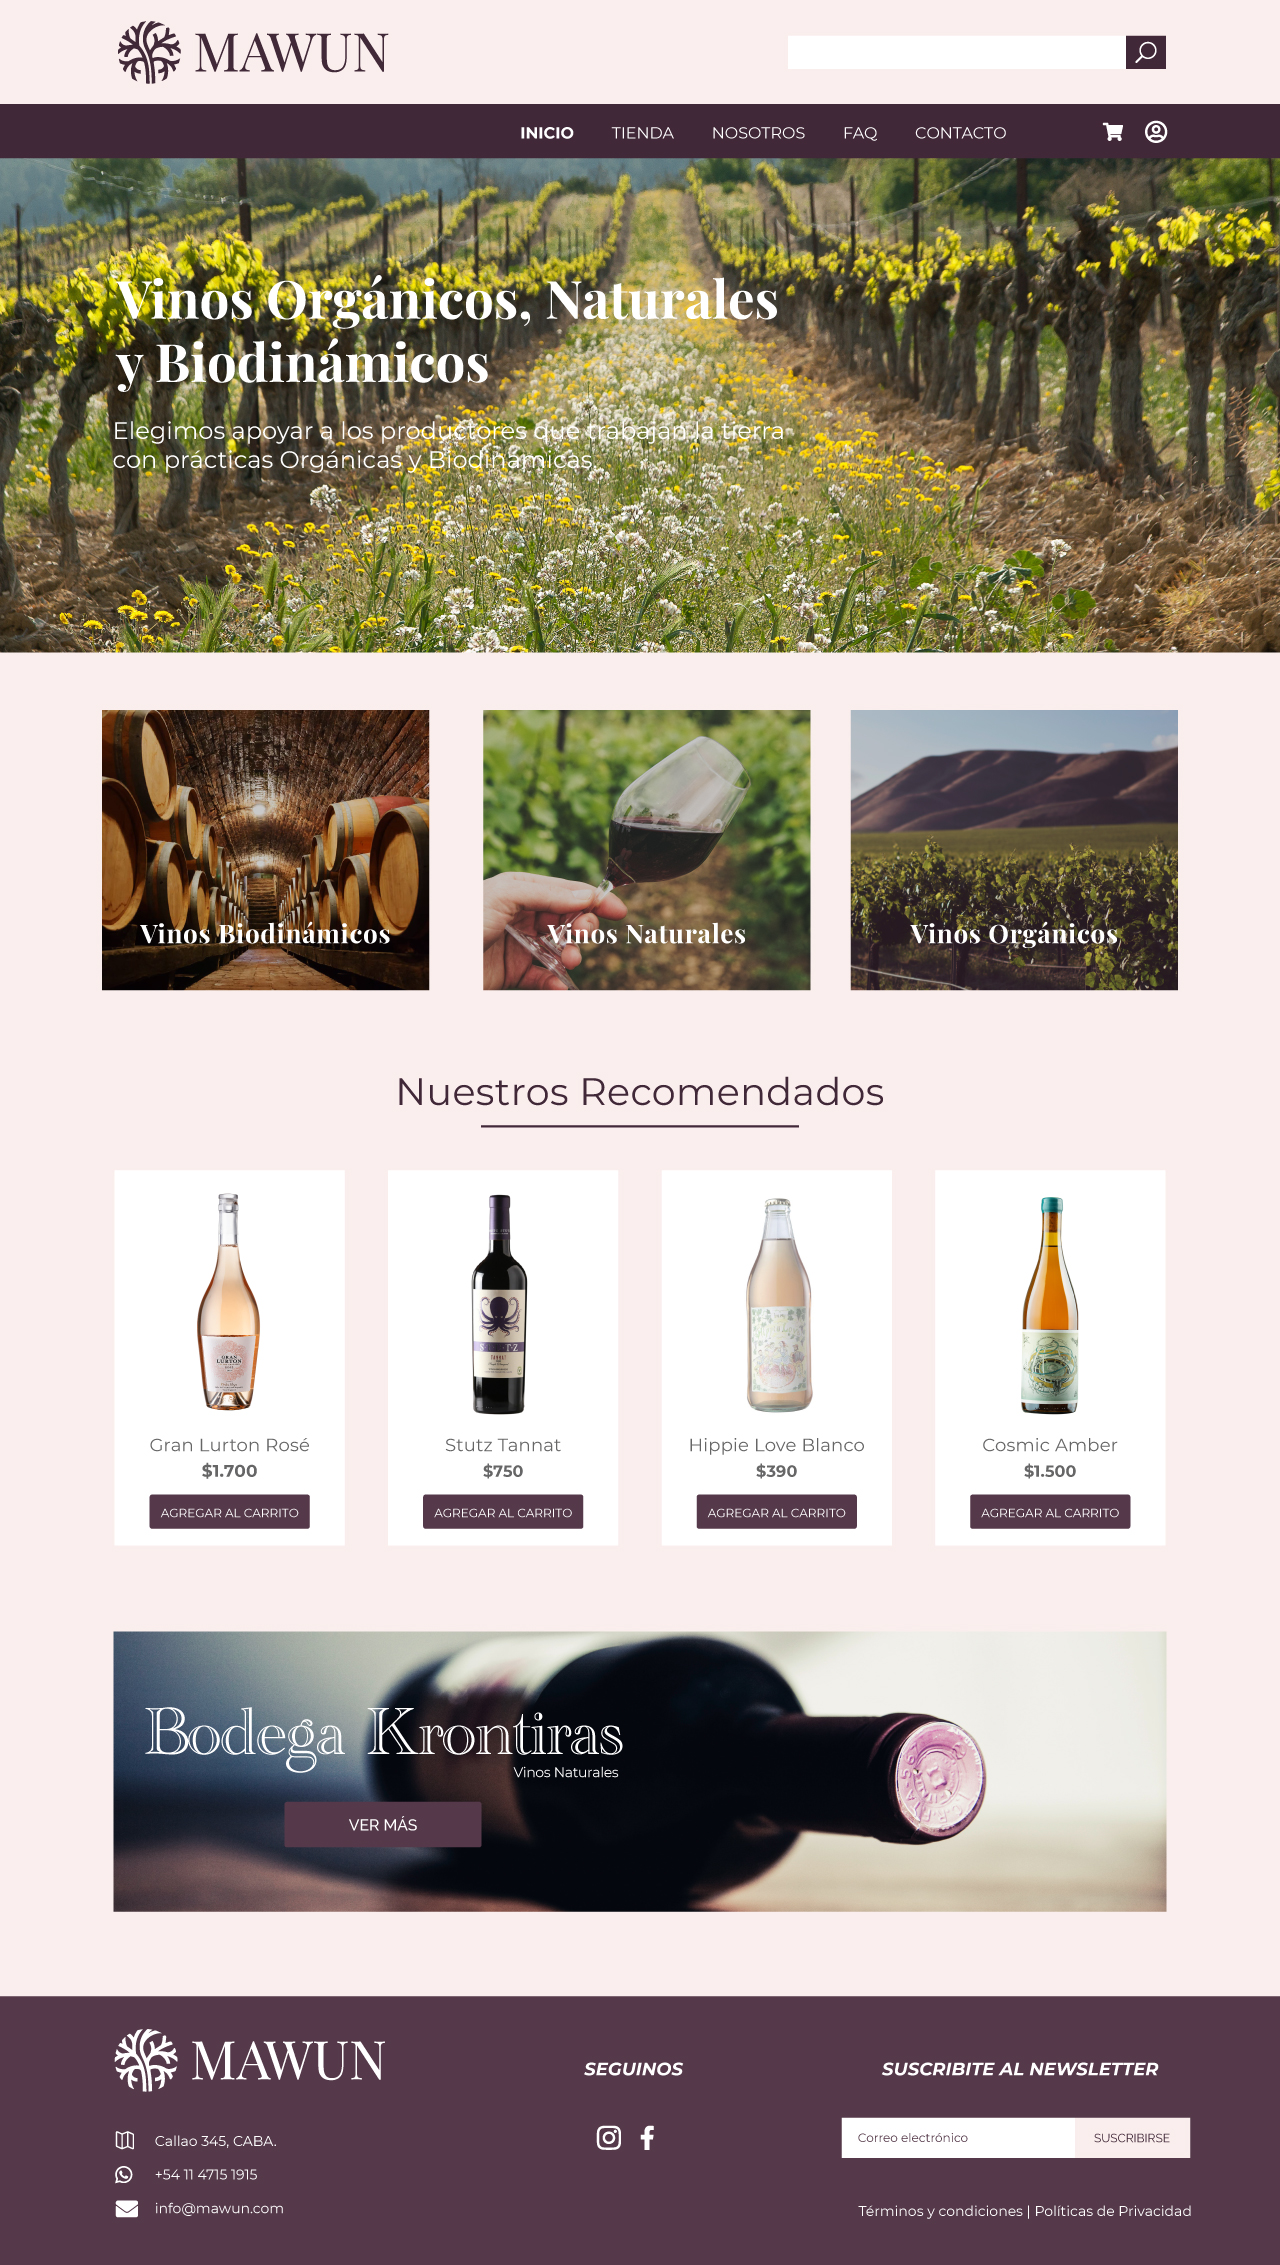 MAWUN
INICIO TIENDA NOSOTROS FAQ CONTACTO
Vinos Orgánicos, Naturales
y Biodinámicos
Elegimos apoyar a los productores que trabajan la tierra
con prácticas Orgánicas y Biodinámicas
Vinos Biodinámicos
Vinos Naturales
Vinos Orgánicos
Nuestros Recomendados
GRAN
LURTON
TANNAT
Gran Lurton Rosé
$1.700
AGREGAR AL CARRITO
Stutz Tannat
$750
AGREGAR AL CARRITO
Hippie Love Blanco
$390
AGREGAR AL CARRITO
Cosmic Amber
$1.500
AGREGAR AL CARRITO
Bodega Krontiras
Vinos Naturales
VER MÁS
MAWUN
Callao 345, CABA.
+54 11 4715 1915
info@mawun.com
SEGUINOS
SUSCRIBITE AL NEWSLETTER
Correo electrónico
SUSCRIBIRSE
Términos y condiciones | Políticas de Privacidad